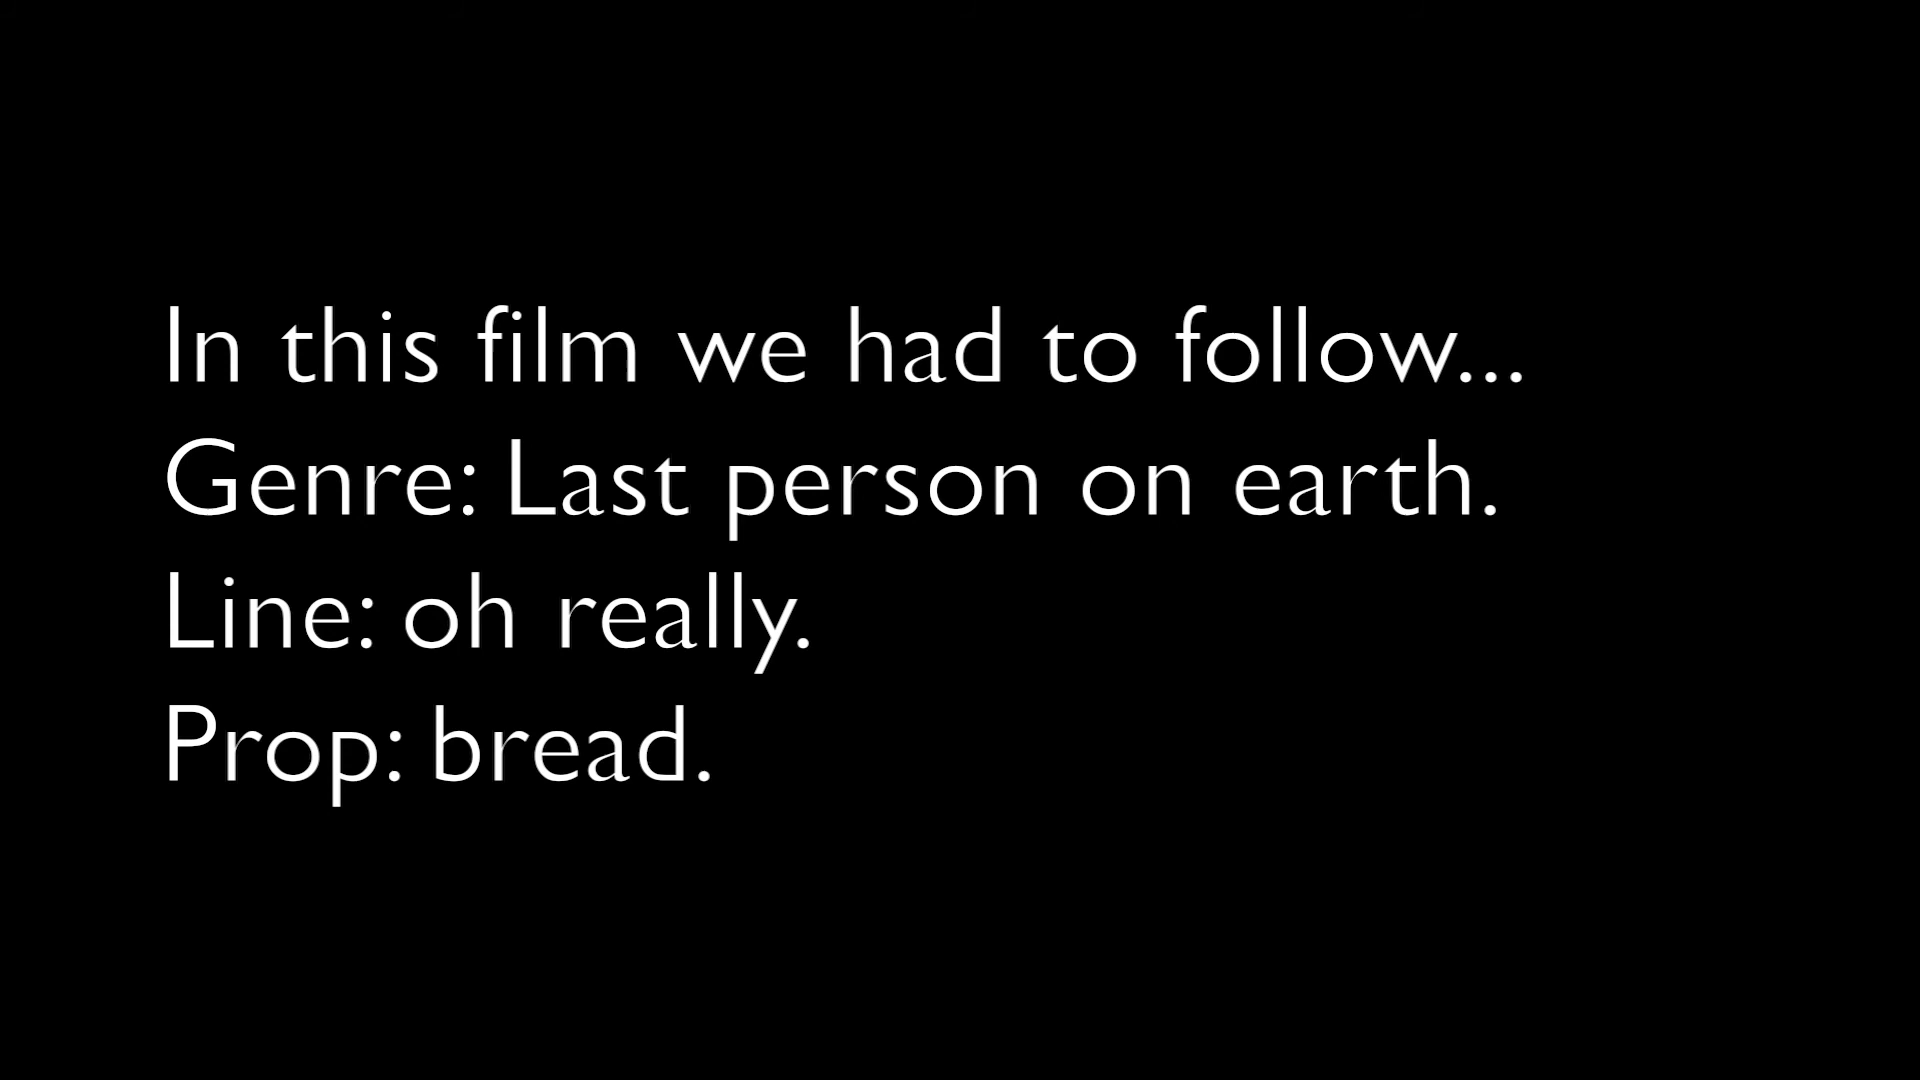 In this film we had to follow...
Genre: Last person on earth.
Line: oh really.
Prop: bread.